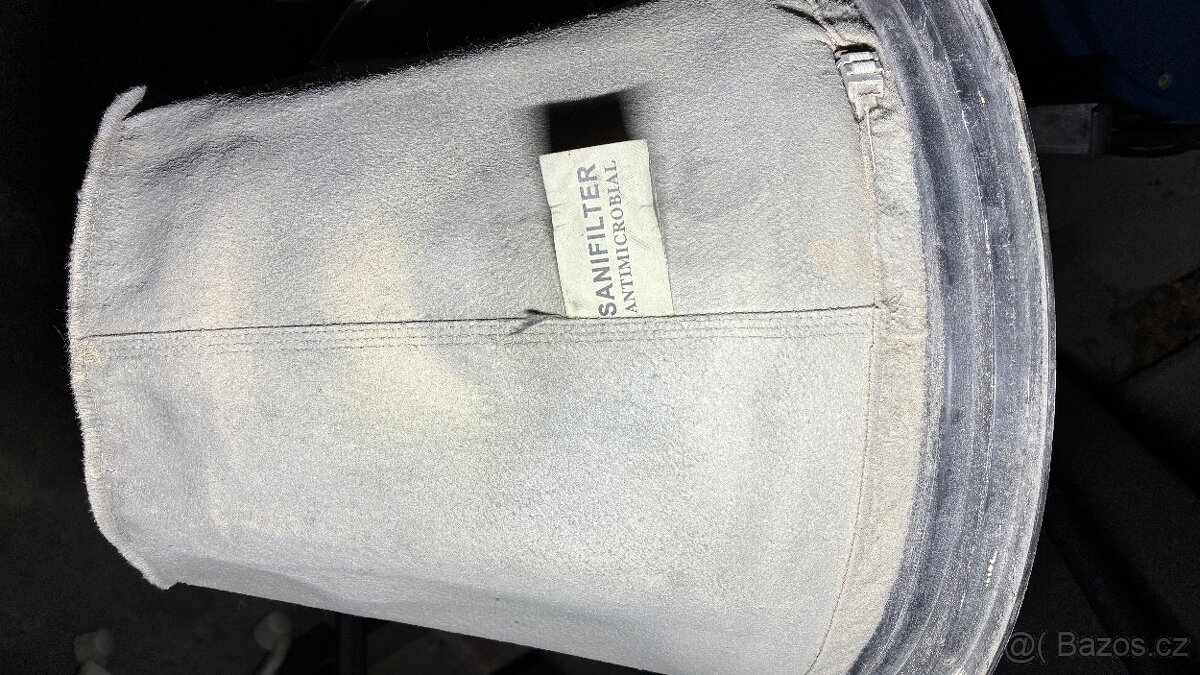 SANIFILTER
ANTIMICROBIAL
@( Bazos.cz